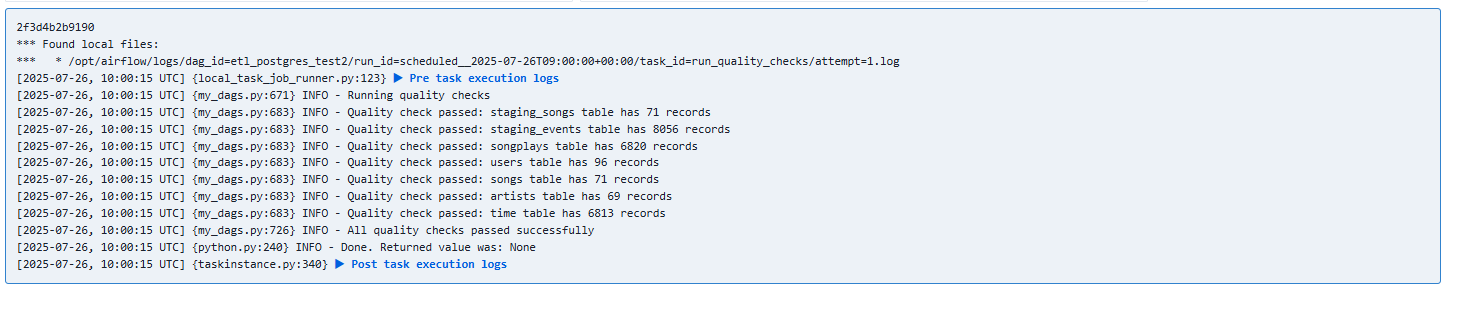 2f3d4b2b9190
*** Found local files:
***   * /opt/airflow/logs/dag_id=etl_postgres_test2/run_id=scheduled__2025-07-26T09:00:00+00:00/task_id=run_quality_checks/attempt=1.log
[2025-07-26, 10:00:15 UTC] {local_task_job_runner.py:123} ▶ Pre task execution logs
[2025-07-26, 10:00:15 UTC] {my_dags.py:671} INFO - Running quality checks
[2025-07-26, 10:00:15 UTC] {my_dags.py:683} INFO - Quality check passed: staging_songs table has 71 records
[2025-07-26, 10:00:15 UTC] {my_dags.py:683} INFO - Quality check passed: staging_events table has 8056 records
[2025-07-26, 10:00:15 UTC] {my_dags.py:683} INFO - Quality check passed: songplays table has 6820 records
[2025-07-26, 10:00:15 UTC] {my_dags.py:683} INFO - Quality check passed: users table has 96 records
[2025-07-26, 10:00:15 UTC] {my_dags.py:683} INFO - Quality check passed: songs table has 71 records
[2025-07-26, 10:00:15 UTC] {my_dags.py:683} INFO - Quality check passed: artists table has 69 records
[2025-07-26, 10:00:15 UTC] {my_dags.py:683} INFO - Quality check passed: time table has 6813 records
[2025-07-26, 10:00:15 UTC] {my_dags.py:726} INFO - All quality checks passed successfully
[2025-07-26, 10:00:15 UTC] {python.py:240} INFO - Done. Returned value was: None
[2025-07-26, 10:00:15 UTC] {taskinstance.py:340} ▶ Post task execution logs